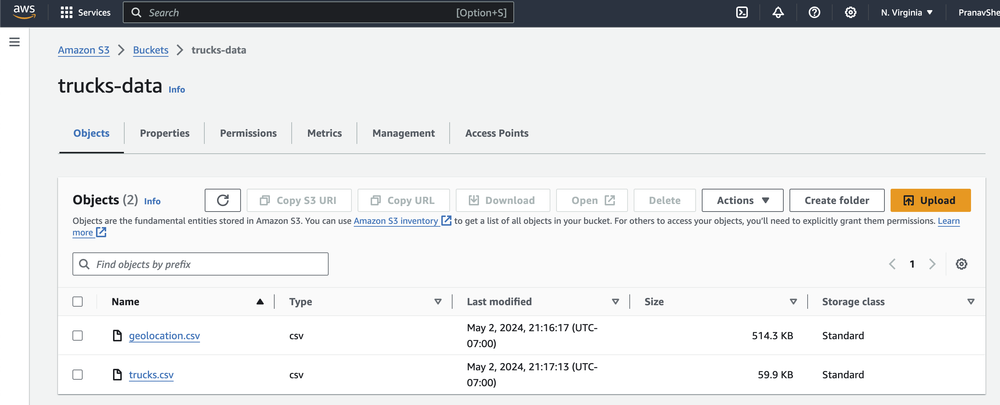 aws Services Search [Option+S] N. Virginia PranavShe
Amazon S3 Buckets trucks-data
trucks-data Info
Objects Properties Permissions Metrics Management Access Points
Objects (2) Info Copy S3 URI Copy URL Download Open Delete Actions Create folder Upload
Objects are the fundamental entities stored in Amazon S3. You can use Amazon S3 inventory to get a list of all objects in your bucket. For others to access your objects, you’ll need to explicitly grant them permissions. Learn
more
Find objects by prefix 1
Name Type Last modified Size Storage class
geolocation.csv csv May 2, 2024, 21:16:17 (UTC-
07:00) 514.3 KB Standard
trucks.csv csv May 2, 2024, 21:17:13 (UTC-
07:00) 59.9 KB Standard